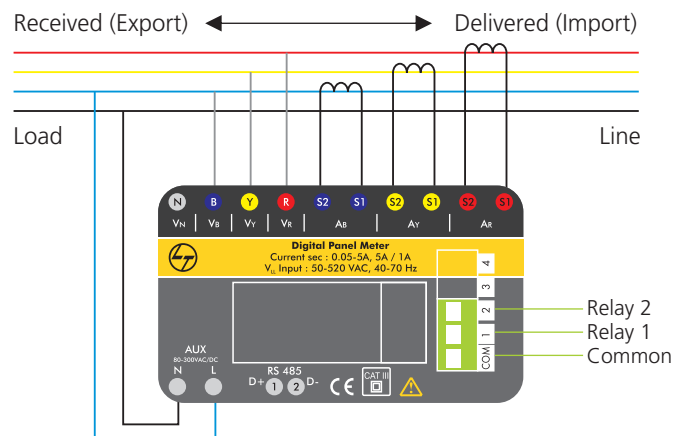 Received (Export) Delivered (Import)
Load Line
N B Y R S2 S1 S2 S1 S2 S1
VN VB VY VR AB AY AR
Digital Panel Meter
Current sec : 0.05-5A, 5A / 1A
VLL Input : 50-520 VAC, 40-70 Hz
4
3
2
1
COM
Relay 2
Relay 1
Common
AUX
80-300VAC/DC
N L
RS 485
D+ 1 2 D-
CE
CAT III